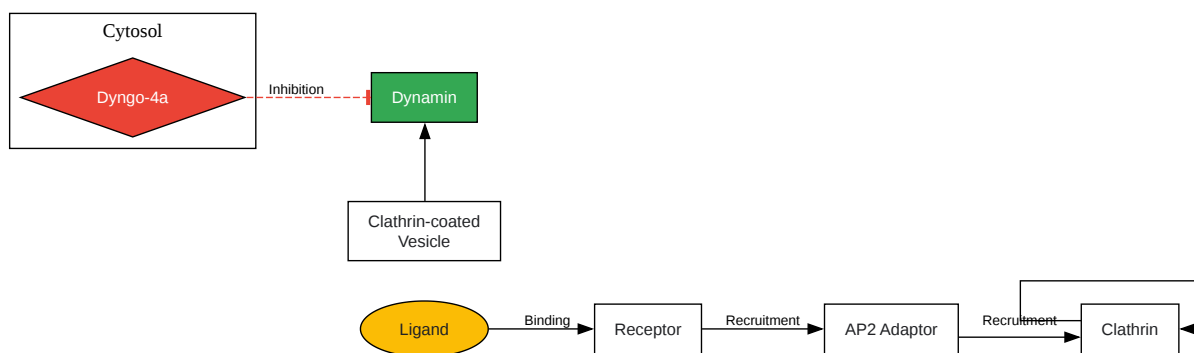 Cytosol
Dyngo-4a
Inhibition
Dynamin
Clathrin-coated
Vesicle
Ligand
Binding
Receptor
Recruitment
AP2 Adaptor
Recruitment
Clathrin